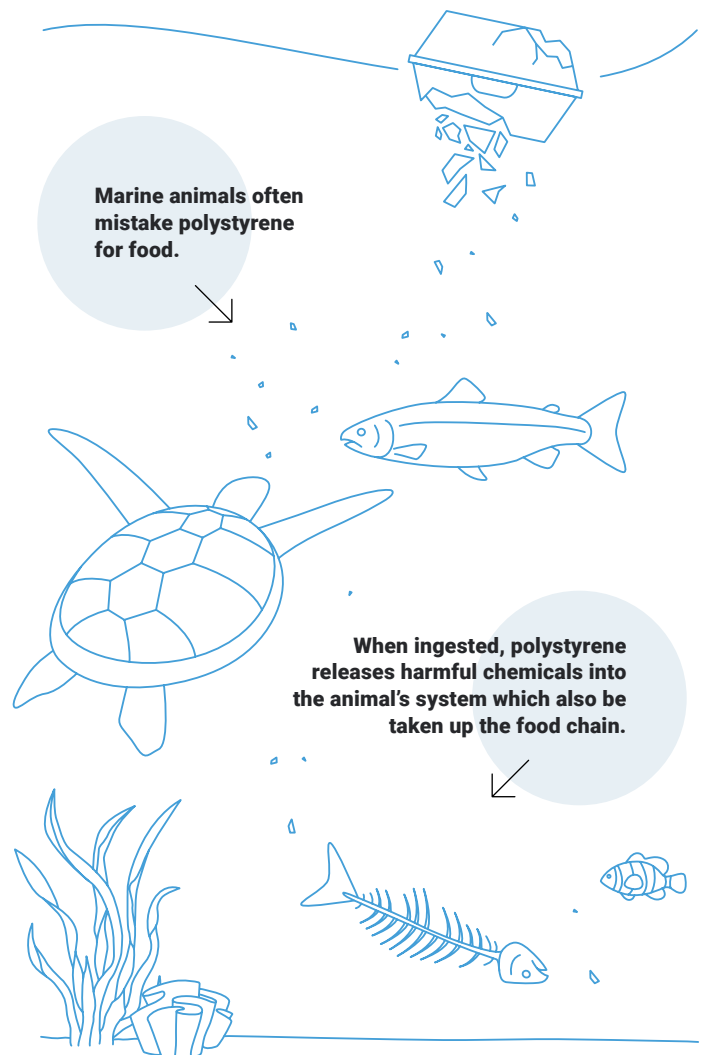 Marine animals often
mistake polystyrene
for food.
When ingested, polystyrene
releases harmful chemicals into
the animal’s system which also be
taken up the food chain.